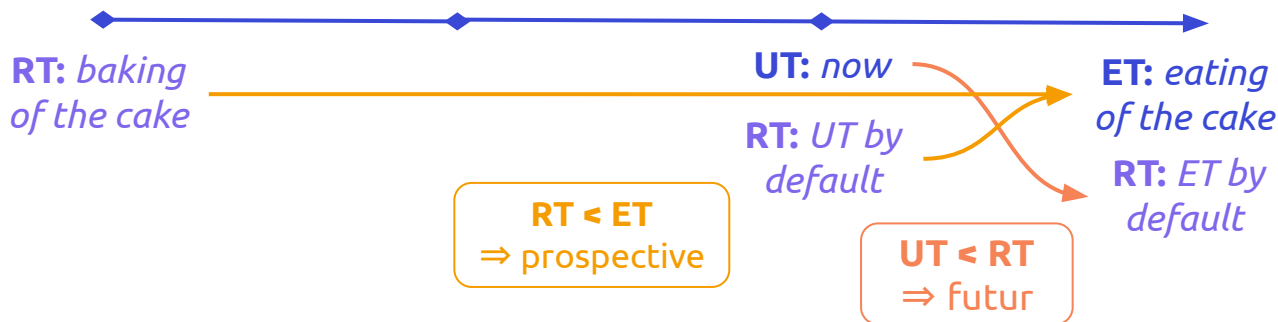 RT: baking
of the cake
UT: now
RT: UT by
default
ET: eating
of the cake
RT: ET by
default
RT < ET
⇒ prospective
UT < RT
⇒ futur